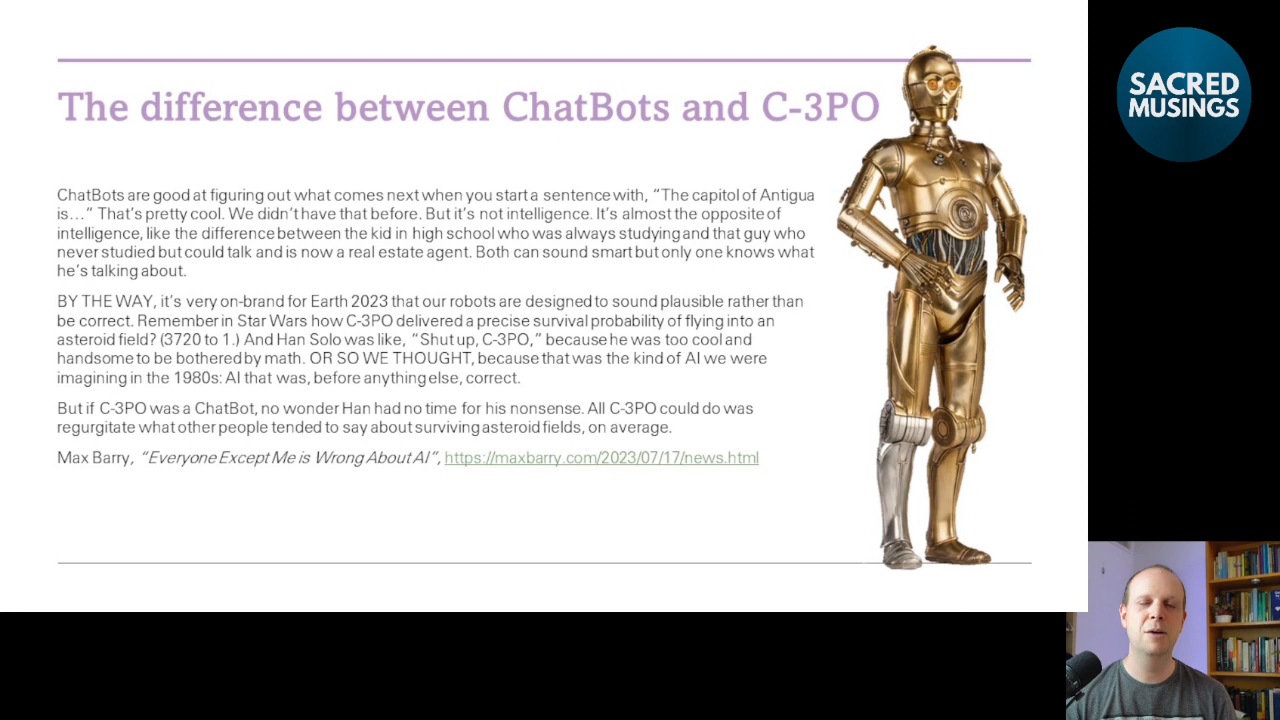 The difference between ChatBots and C-3PO
ChatBots are good at figuring out what comes next when you start a sentence with, “The capitol of Antigua
is…” That’s pretty cool. We didn’t have that before. But it’s not intelligence. It’s almost the opposite of
intelligence, like the difference between the kid in high school who was always studying and that guy who
never studied but could talk and is now a real estate agent. Both can sound smart but only one knows what
he’s talking about.
BY THE WAY, it’s very on-brand for Earth 2023 that our robots are designed to sound plausible rather than
be correct. Remember in Star Wars how C-3PO delivered a precise survival probability of flying into an
asteroid field? (3720 to 1.) And Han Solo was like, “Shut up, C-3PO,” because he was too cool and
handsome to be bothered by math. OR SO WE THOUGHT, because that was the kind of AI we were
imagining in the 1980s: AI that was, before anything else, correct.
But if C-3PO was a ChatBot, no wonder Han had no time for his nonsense. All C-3PO could do was
regurgitate what other people tended to say about surviving asteroid fields, on average.
Max Barry, “Everyone Except Me is Wrong About AI”, https://maxbarry.com/2023/07/17/news.html
SACRED
MUSINGS